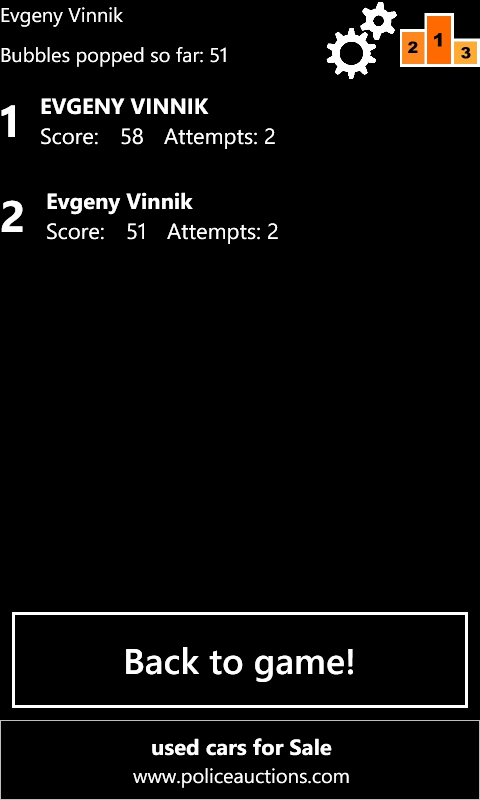 Evgeny Vinnik
Bubbles popped so far: 51
2 1 3
1 EVGENY VINNIK
Score: 58 Attempts: 2
2 Evgeny Vinnik
Score: 51 Attempts: 2
Back to game!
used cars for Sale
www.policeauctions.com